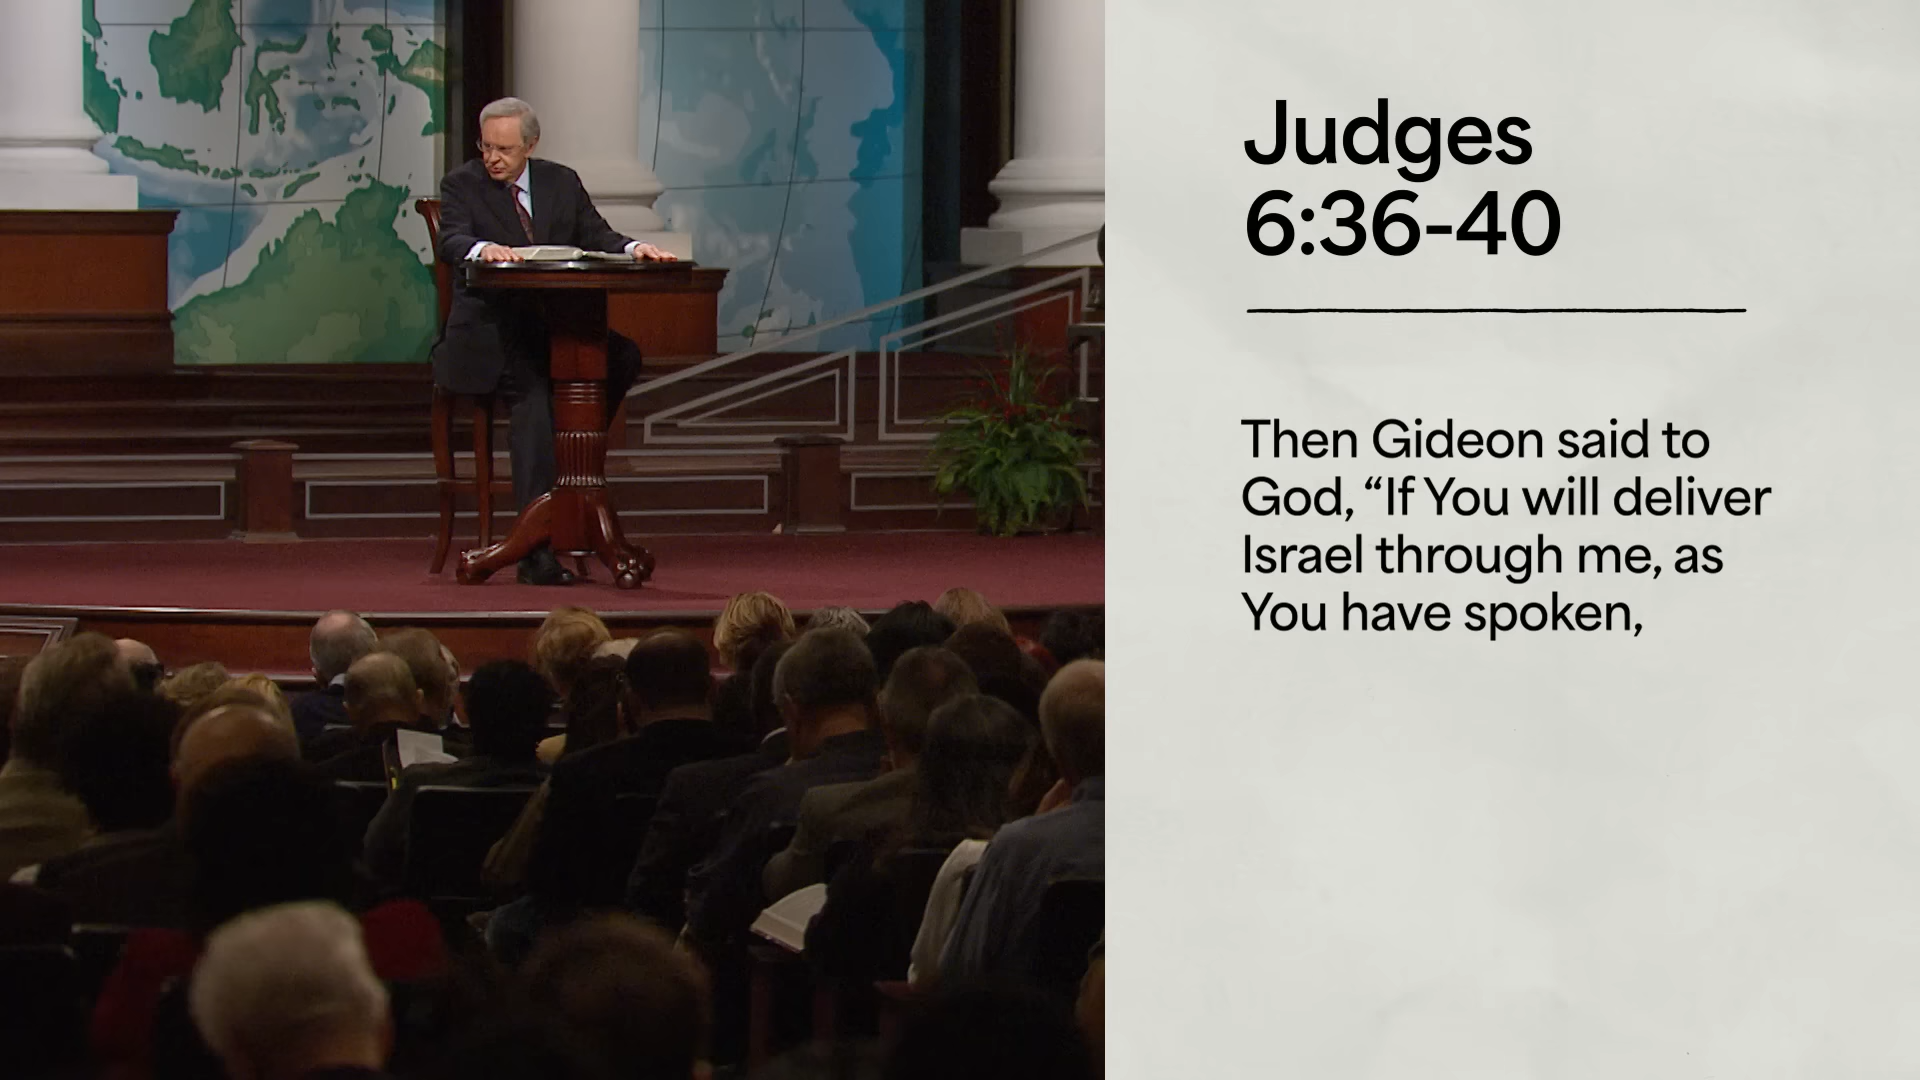 Judges
6:36-40
Then Gideon said to
God, “If You will deliver
Israel through me, as
You have spoken,